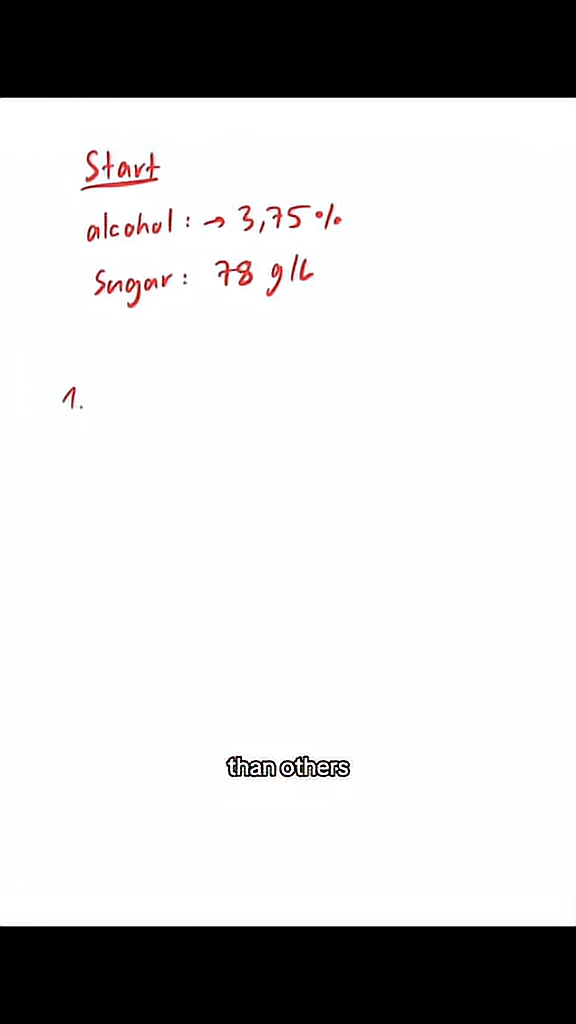 Start
alcohol: → 3,75%
Sugar: 78 g/L
1.
than others